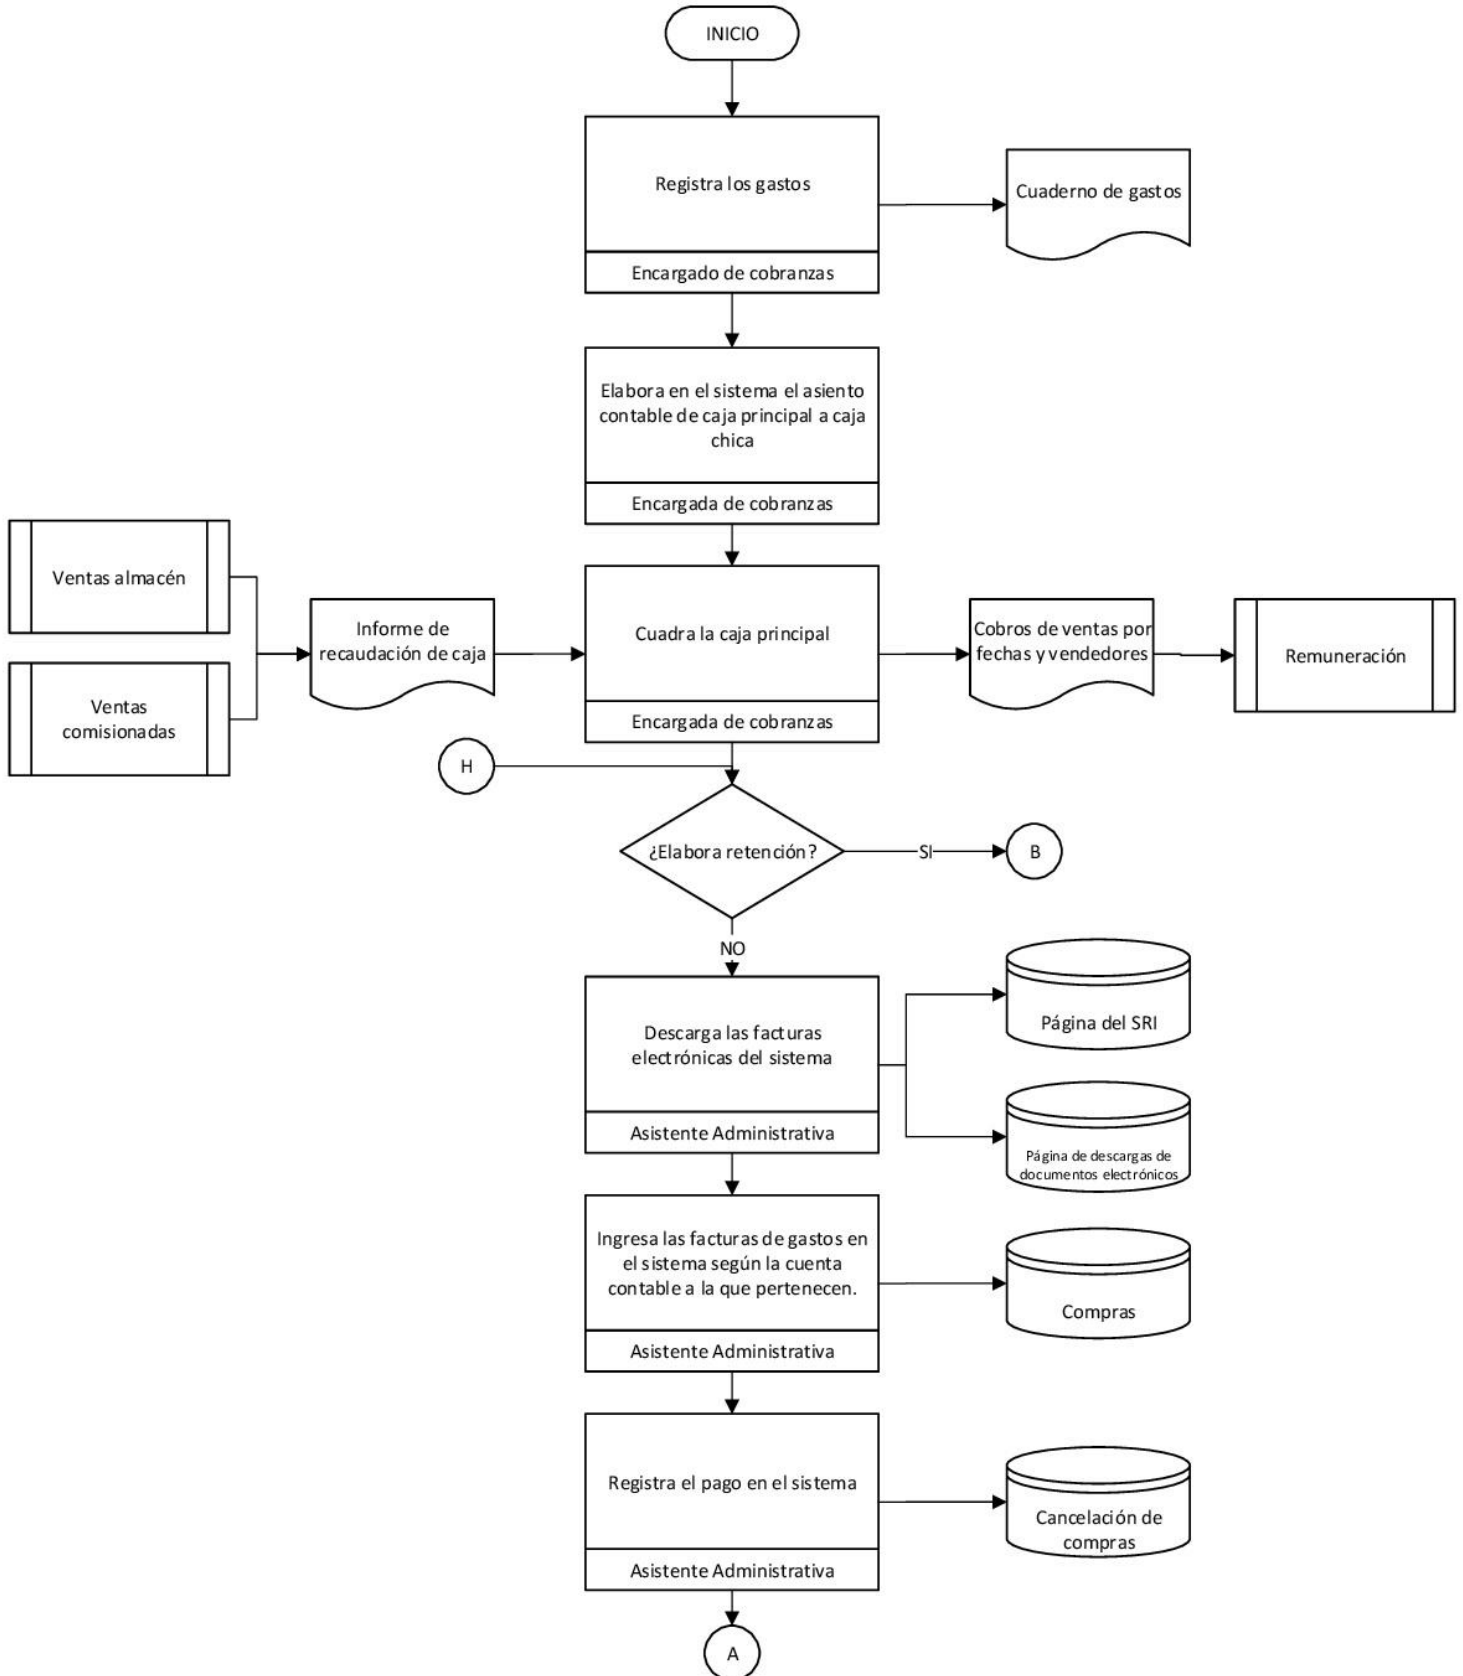 INICIO
Registra los gastos
Encargado de cobranzas
Cuaderno de gastos
Elabora en el sistema el asiento
contable de caja principal a caja
chica
Encargada de cobranzas
Ventas almacén
Ventas
comisionadas
Informe de
recaudación de caja
Cuadra la caja principal
Encargada de cobranzas
Cobros de ventas por
fechas y vendedores
Remuneración
H
¿Elabora retención?
SI
B
NO
Descarga las facturas
electrónicas del sistema
Asistente Administrativa
Página del SRI
Página de descargas de
documentos electrónicos
Ingresa las facturas de gastos en
el sistema según la cuenta
contable a la que pertenecen.
Asistente Administrativa
Compras
Registra el pago en el sistema
Asistente Administrativa
Cancelación de
compras
A